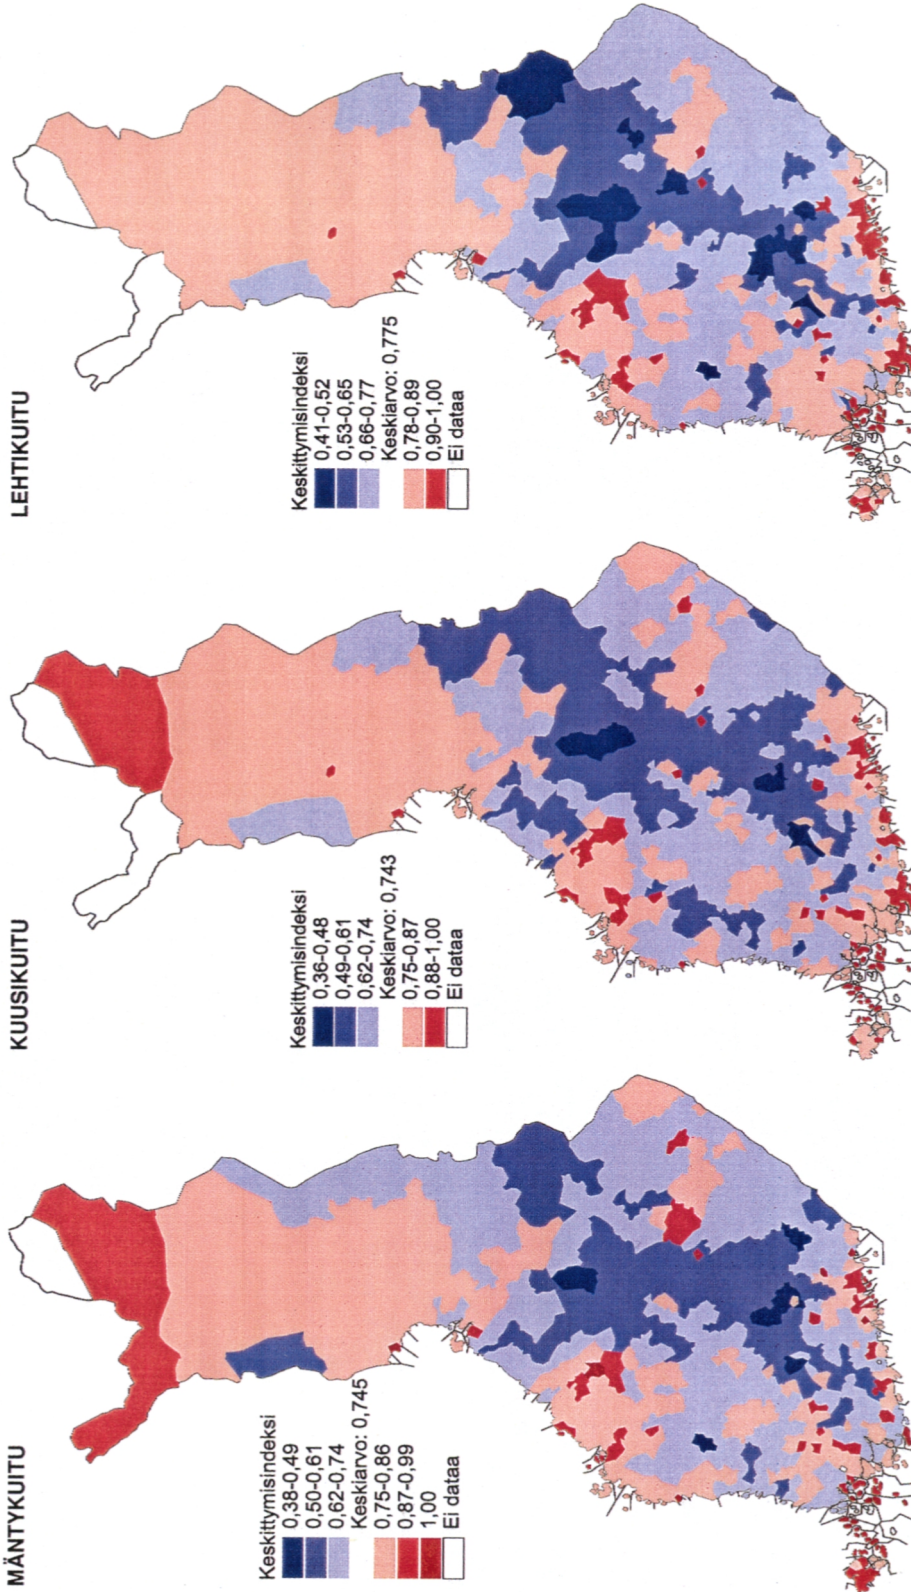 MÄNTYKUITU
Keskittymisindeksi
0,38-0,49
0,50-0,61
0,62-0,74
Keskiarvo: 0,745
0,75-0,86
0,87-0,99
1,00
Ei dataa
KUUSIKUITU
Keskittymisindeksi
0,36-0,48
0,49-0,61
0,62-0,74
Keskiarvo: 0,743
0,75-0,87
0,88-1,00
Ei dataa
LEHTIKUITU
Keskittymisindeksi
0,41-0,52
0,53-0,65
0,66-0,77
Keskiarvo: 0,775
0,78-0,89
0,90-1,00
Ei dataa